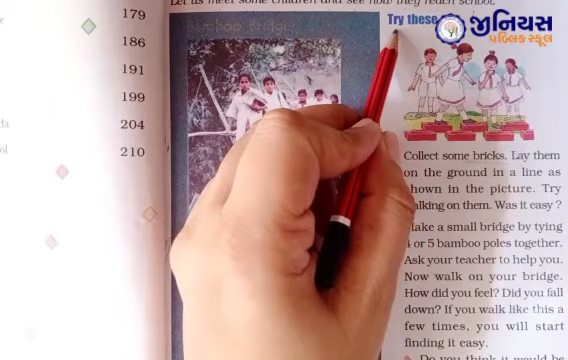 179
186
191
199
204
210
da
ol
Let us meet some children and see how they reach school.
Bamboo Bridge
Try these
જીનિયસ
પબ્લિક સ્કૂલ
Collect some bricks. Lay them
on the ground in a line as
hown in the picture. Try
alking on them. Was it easy ?
Make a small bridge by tying
4 or 5 bamboo poles together.
Ask your teacher to help you.
Now walk on your bridge.
How did you feel? Did you fall
down? If you walk like this a
few times, you will start
finding it easy.
Do you think it would be